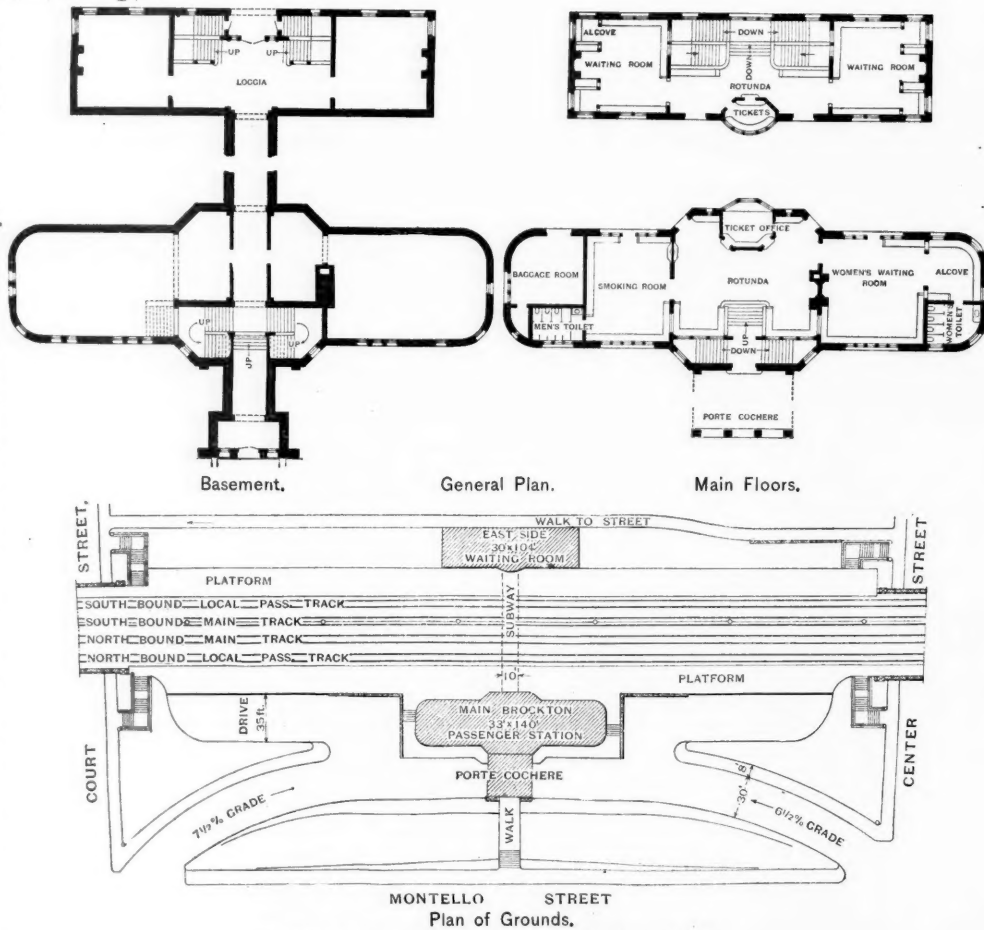 UP
UP
LOGGIA
UP
UP
UP
Basement.
DOWN
ALCOVE
WAITING ROOM
DOWN
WAITING ROOM
ROTUNDA
TICKETS
TICKET OFFICE
BAGGAGE ROOM
SMOKING ROOM
ROTUNDA
WOMEN'S WAITING
ROOM
ALCOVE
MEN'S TOILET
WOMEN'S
TOILET
UP
DOWN
PORTE COCHERE
General Plan.
Main Floors.
STREET,
WALK TO STREET
STREET
EAST SIDE
30'×104'
WAITING ROOM
PLATFORM
SOUTH BOUND LOCAL PASS. TRACK
SOUTH BOUND MAIN TRACK
NORTH BOUND MAIN TRACK
NORTH BOUND LOCAL PASS. TRACK
SUBWAY
10'
PLATFORM
DRIVE
35ft.
MAIN BROCKTON
33'×140'
PASSENGER STATION
COURT
PORTE COCHERE
CENTER
7½% GRADE
8'
30'
6½% GRADE
WALK
MONTELLO STREET
Plan of Grounds.